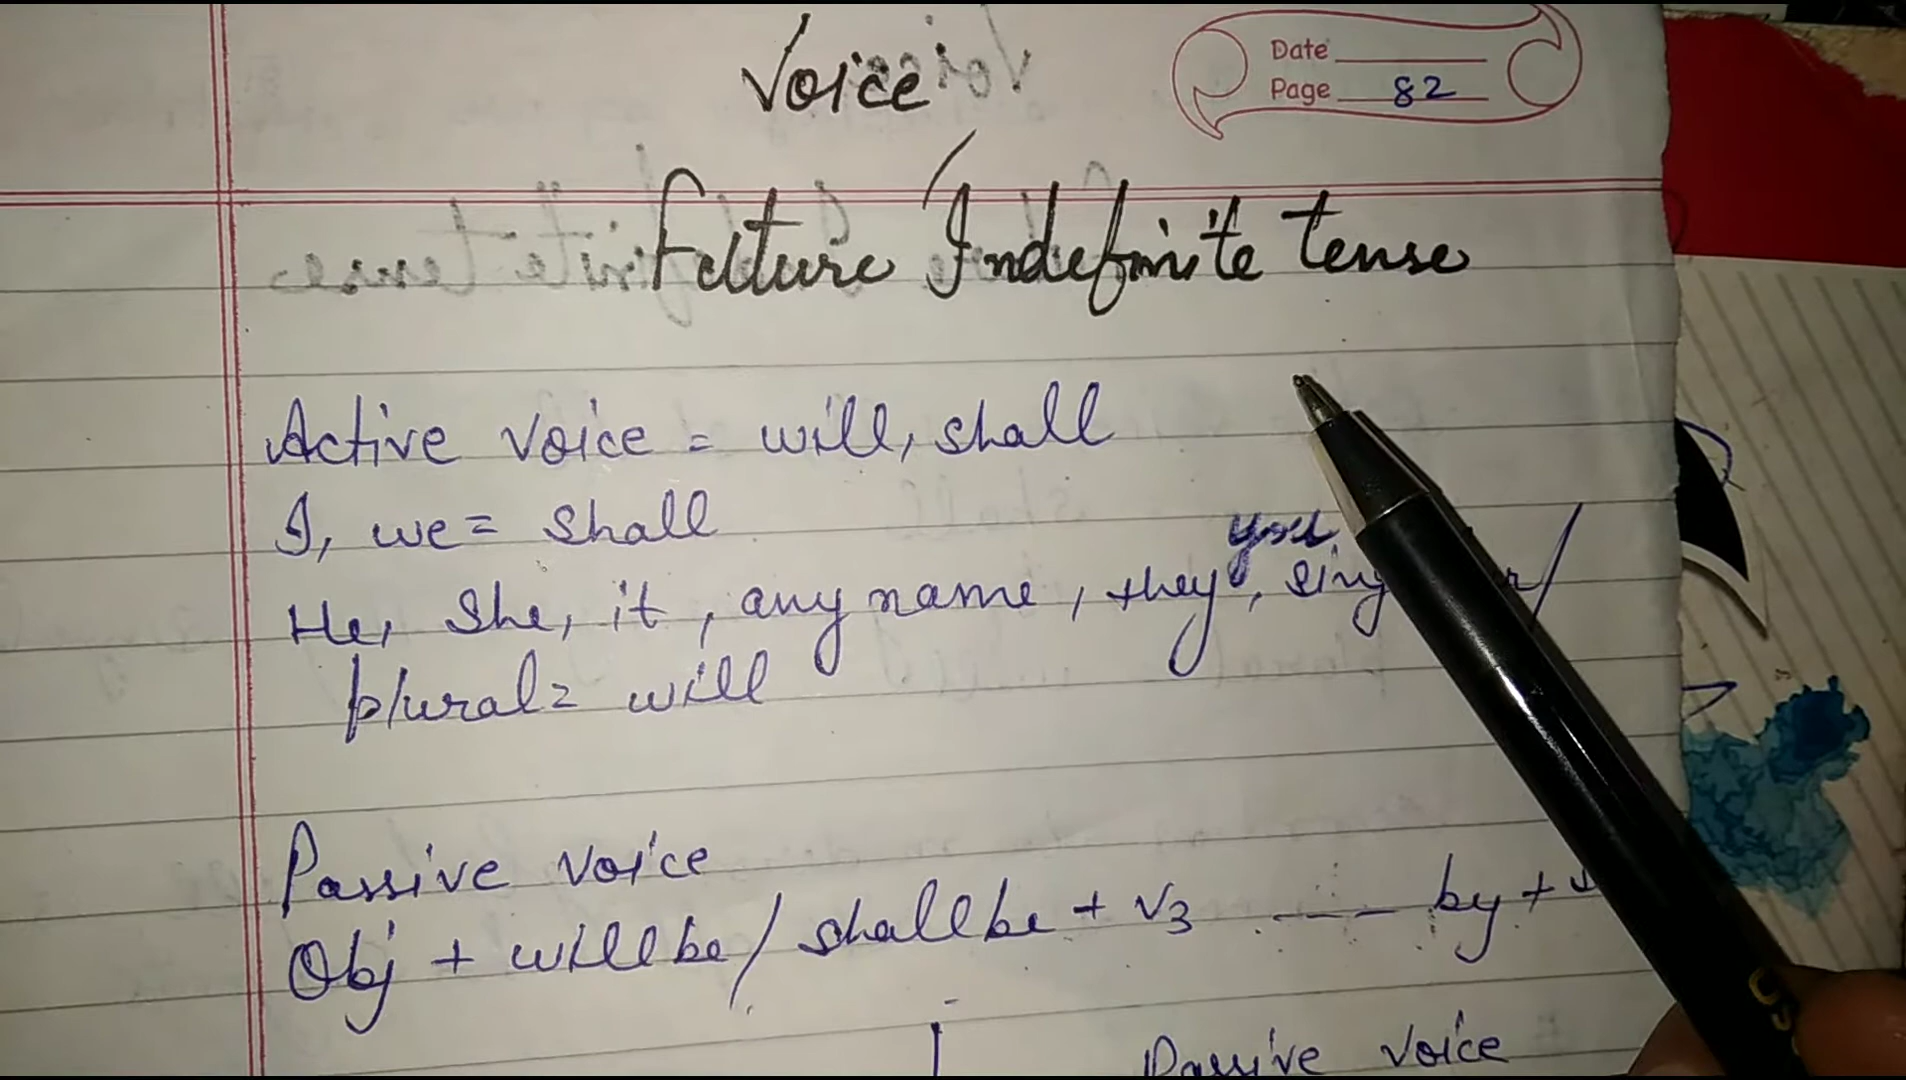 Voice
Date
Page 82
Future Indefinite tense
Active voice = will, shall
I, we = shall
you
He, She, it, any name, they,
plural = will
Passive voice
Obj + will be / shall be + V3 ---- by +
Passive voice